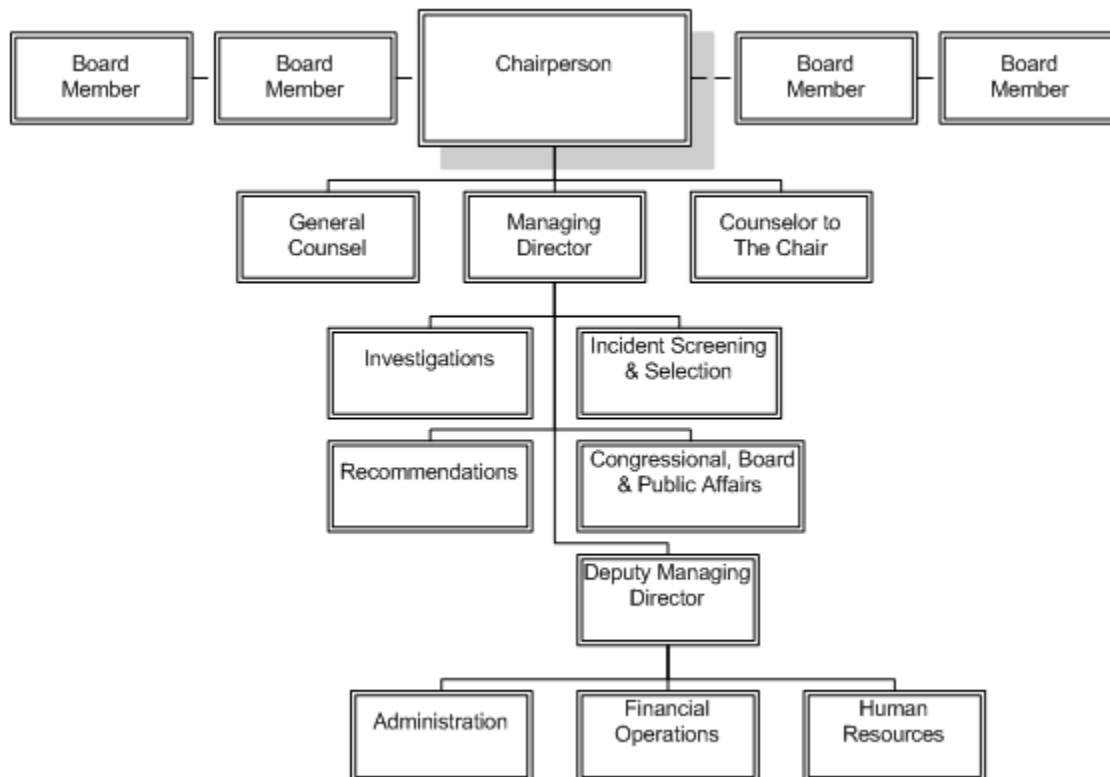 Board
Member
Board
Member
Chairperson
Board
Member
Board
Member
General
Counsel
Managing
Director
Counselor to
The Chair
Investigations
Incident Screening
& Selection
Recommendations
Congressional, Board
& Public Affairs
Deputy Managing
Director
Administration
Financial
Operations
Human
Resources